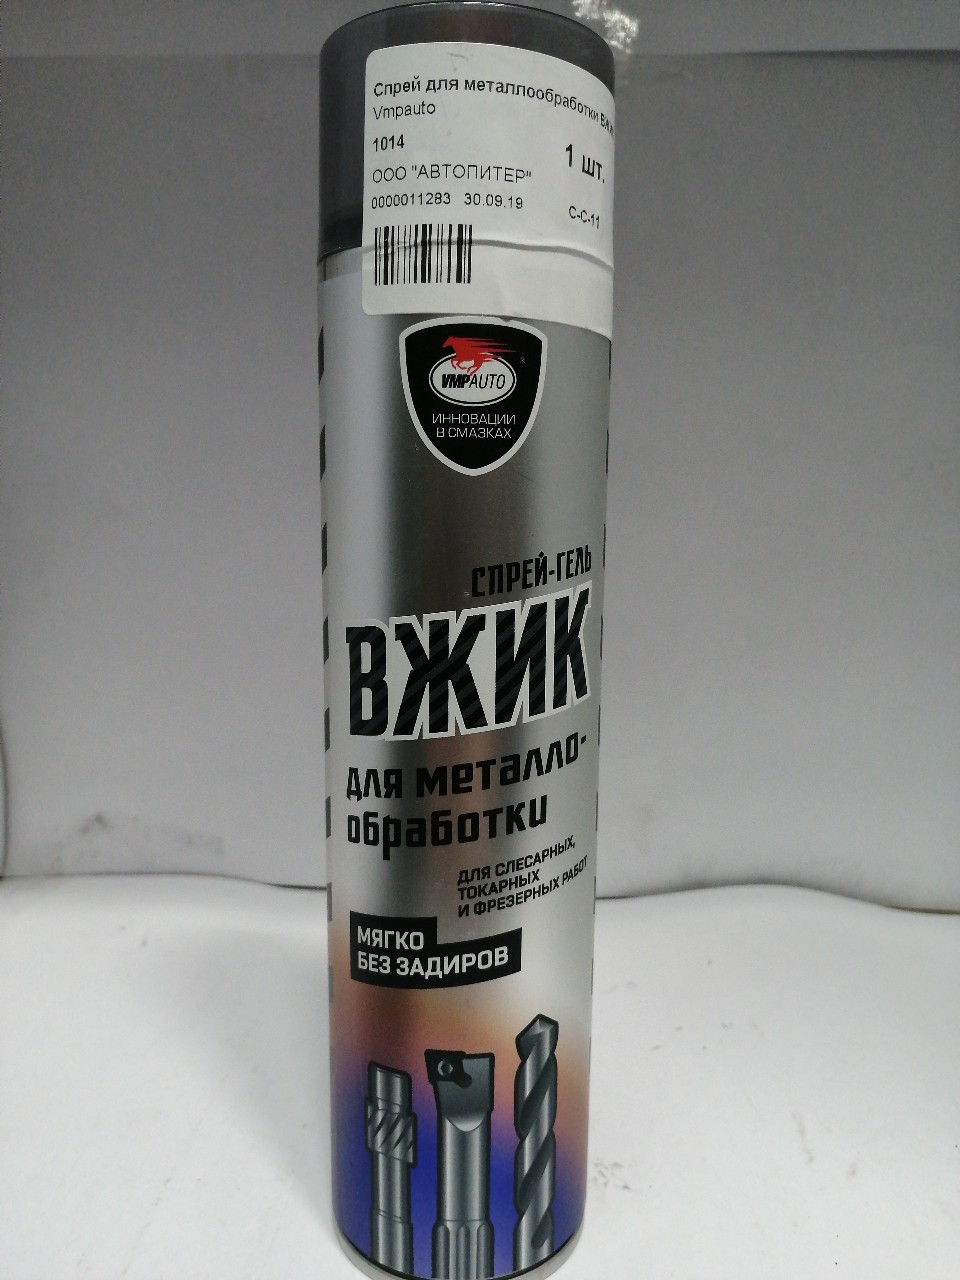 Спрей для металлообработки ВЖИК
Vmpauto
1014
1 шт.
ООО "АВТОПИТЕР"
0000011283 30.09.19
С-С-11
VMPAUTO
®
ИННОВАЦИИ
В СМАЗКАХ
СПРЕЙ-ГЕЛЬ
ВЖИК
для металло-
обработки
ДЛЯ СЛЕСАРНЫХ,
ТОКАРНЫХ
И ФРЕЗЕРНЫХ РАБОТ
МЯГКО
БЕЗ ЗАДИРОВ